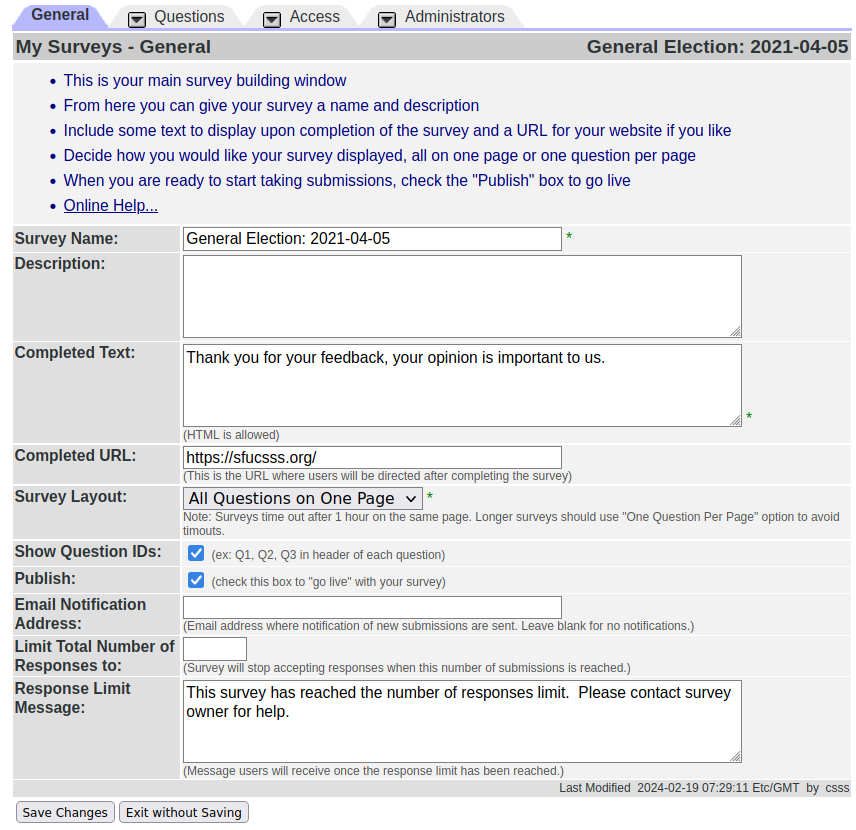 General Questions Access Administrators
My Surveys - General General Election: 2021-04-05
This is your main survey building window
From here you can give your survey a name and description
Include some text to display upon completion of the survey and a URL for your website if you like
Decide how you would like your survey displayed, all on one page or one question per page
When you are ready to start taking submissions, check the "Publish" box to go live
Online Help...
Survey Name: General Election: 2021-04-05 *
Description:
Completed Text: Thank you for your feedback, your opinion is important to us.
*
(HTML is allowed)
Completed URL: https://sfucsss.org/
(This is the URL where users will be directed after completing the survey)
Survey Layout: All Questions on One Page *
Note: Surveys time out after 1 hour on the same page. Longer surveys should use "One Question Per Page" option to avoid
timouts.
Show Question IDs: (ex: Q1, Q2, Q3 in header of each question)
Publish: (check this box to "go live" with your survey)
Email Notification
Address:
(Email address where notification of new submissions are sent. Leave blank for no notifications.)
Limit Total Number of
Responses to:
(Survey will stop accepting responses when this number of submissions is reached.)
Response Limit
Message:
This survey has reached the number of responses limit.  Please contact survey
owner for help.
(Message users will receive once the response limit has been reached.)
Last Modified 2024-02-19 07:29:11 Etc/GMT by csss
Save Changes Exit without Saving